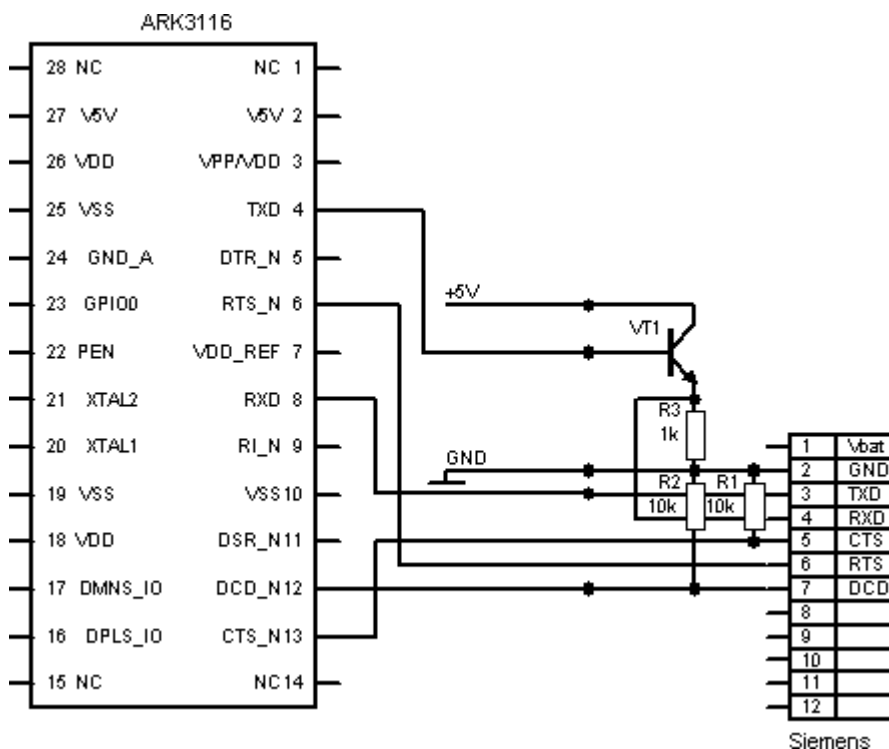 ARK3116
28 NC NC 1
27 V5V V5V 2
26 VDD VPP/VDD 3
25 VSS TXD 4
24 GND_A DTR_N 5
23 GPIO0 RTS_N 6
22 PEN VDD_REF 7
21 XTAL2 RXD 8
20 XTAL1 RI_N 9
19 VSS VSS10
18 VDD DSR_N11
17 DMNS_IO DCD_N12
16 DPLS_IO CTS_N13
15 NC NC14
+5V
VT1
R3
1k
GND
R2
10k
R1
10k
1 Vbat
2 GND
3 TXD
4 RXD
5 CTS
6 RTS
7 DCD
8
9
10
11
12
Siemens